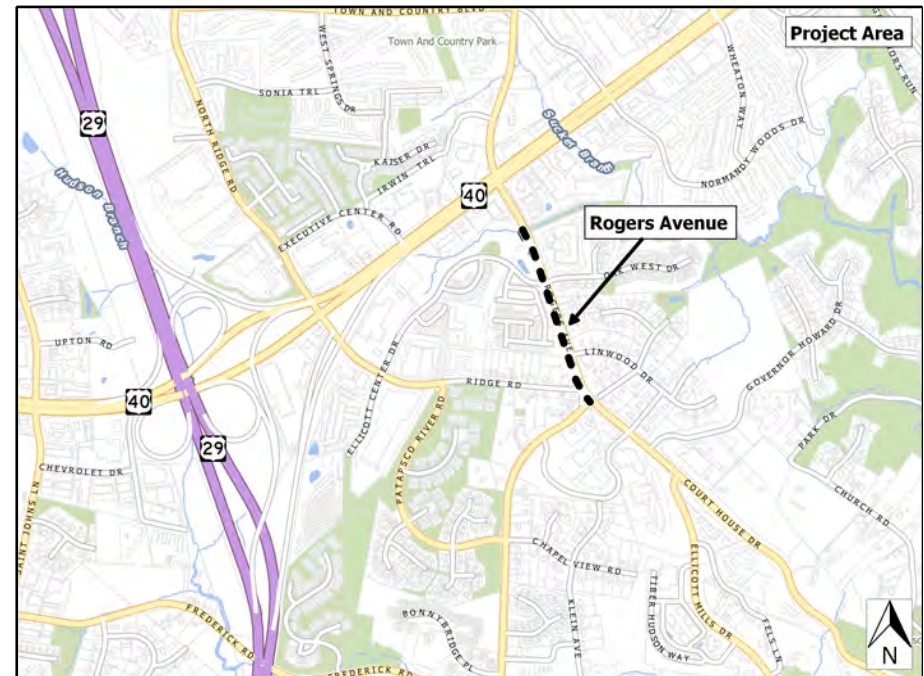 TOWN AND COUNTRY BLVD
Project Area
Town And Country Park
WEST SPRINGS DR
WHEATON WAY
SONIA TRL
29
NORTH RIDGE RD
Sucket Branch
KAISER DR
IRWIN TRL
NORMANDY WOODS DR
Hudson Branch
40
EXECUTIVE CENTER RD
Rogers Avenue
OAK WEST DR
ROGERS AVE
UPTON RD
LINWOOD DR
GOVERNOR HOWARD DR
ELLICOTT CENTER DR
RIDGE RD
40
29
PATAPSCO RIVER RD
PARK DR
CHEVROLET DR
SAINT JOHNS LN
COURT HOUSE DR
CHURCH RD
CHAPEL VIEW RD
ELLICOTT MILLS DR
TIBER HUDSON WAY
FELS LN
KLEIN AVE
BONNYBRIDGE PL
FREDERICK RD
FREDERICK RD
N